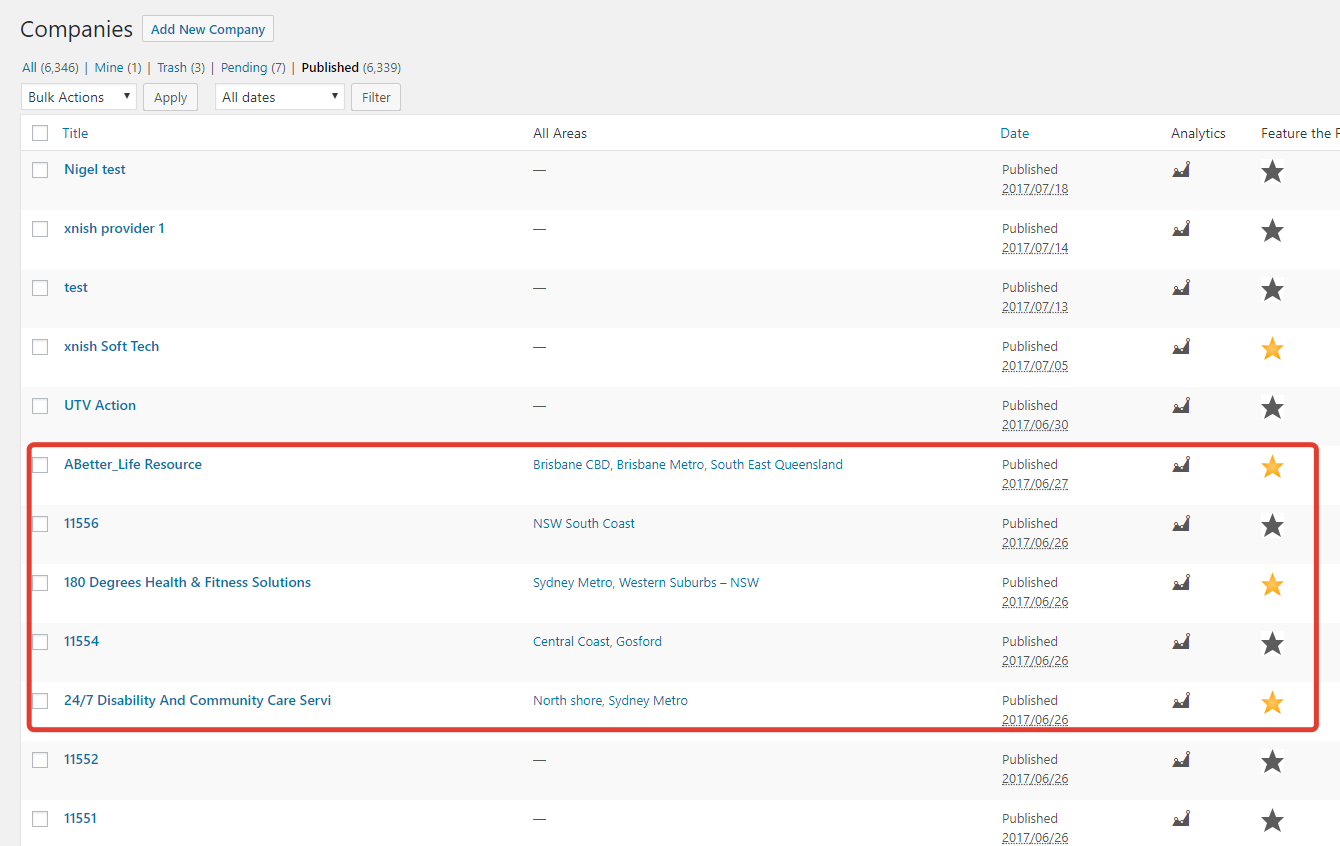 Companies Add New Company
All (6,346) | Mine (1) | Trash (3) | Pending (7) | Published (6,339)
Bulk Actions Apply All dates Filter
Title All Areas Date Analytics Feature the
Nigel test — Published
2017/07/18
xnish provider 1 — Published
2017/07/14
test — Published
2017/07/13
xnish Soft Tech — Published
2017/07/05
UTV Action — Published
2017/06/30
ABetter_Life Resource Brisbane CBD, Brisbane Metro, South East Queensland Published
2017/06/27
11556 NSW South Coast Published
2017/06/26
180 Degrees Health & Fitness Solutions Sydney Metro, Western Suburbs – NSW Published
2017/06/26
11554 Central Coast, Gosford Published
2017/06/26
24/7 Disability And Community Care Servi North shore, Sydney Metro Published
2017/06/26
11552 — Published
2017/06/26
11551 — Published
2017/06/26